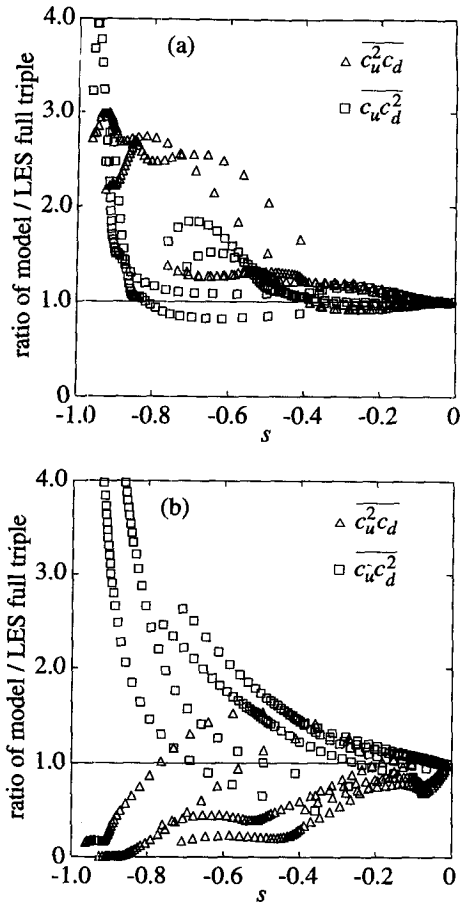 (a)
△ c_u^2 c_d
□ c_u c_d^2
ratio of model / LES full triple
4.0
3.0
2.0
1.0
0
-1.0 -0.8 -0.6 -0.4 -0.2 0
s
(b)
△ c_u^2 c_d
□ c_u c_d^2
ratio of model / LES full triple
4.0
3.0
2.0
1.0
0
-1.0 -0.8 -0.6 -0.4 -0.2 0
s